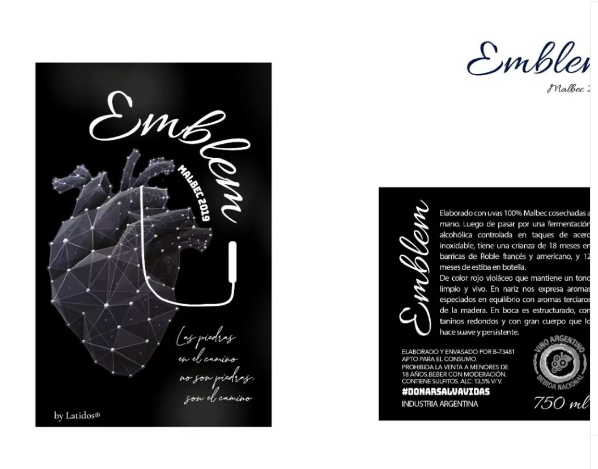 Emblem
MALBEC 2019
Las piedras
en el camino
no son piedras.
son el camino
by Latidos®
Emblem
Malbec 2
Emblem
Elaborado con uvas 100% Malbec cosechadas a
mano. Luego de pasar por una fermentación
alcohólica controlada en taques de acero
inoxidable, tiene una crianza de 18 meses en
barricas de Roble francés y americano, y 12
meses de estiba en botella.
De color rojo violáceo que mantiene un tono
limpio y vivo. En nariz nos expresa aromas
especiados en equilibrio con aromas terciaros
de la madera. En boca es estructurado, con
taninos redondos y con gran cuerpo que lo
hace suave y persistente.
ELABORADO Y ENVASADO POR B-73481
APTO PARA EL CONSUMO.
PROHIBIDA LA VENTA A MENORES DE
18 AÑOS.BEBER CON MODERACIÓN.
CONTIENE SULFITOS. ALC: 13,5% V/ V.
#DONARSALVAVIDAS
INDUSTRIA ARGENTINA
VINO ARGENTINO
BEBIDA NACIONAL
750 ml